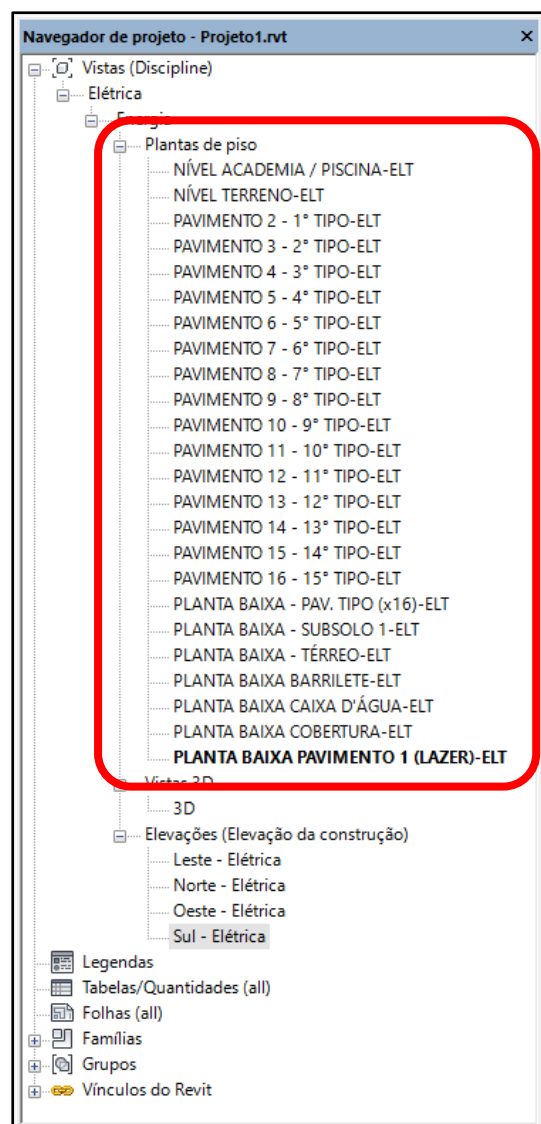 Navegador de projeto - Projeto1.rvt
Vistas (Discipline)
Elétrica
Energia
Plantas de piso
NÍVEL ACADEMIA / PISCINA-ELT
NÍVEL TERRENO-ELT
PAVIMENTO 2 - 1° TIPO-ELT
PAVIMENTO 3 - 2° TIPO-ELT
PAVIMENTO 4 - 3° TIPO-ELT
PAVIMENTO 5 - 4° TIPO-ELT
PAVIMENTO 6 - 5° TIPO-ELT
PAVIMENTO 7 - 6° TIPO-ELT
PAVIMENTO 8 - 7° TIPO-ELT
PAVIMENTO 9 - 8° TIPO-ELT
PAVIMENTO 10 - 9° TIPO-ELT
PAVIMENTO 11 - 10° TIPO-ELT
PAVIMENTO 12 - 11° TIPO-ELT
PAVIMENTO 13 - 12° TIPO-ELT
PAVIMENTO 14 - 13° TIPO-ELT
PAVIMENTO 15 - 14° TIPO-ELT
PAVIMENTO 16 - 15° TIPO-ELT
PLANTA BAIXA - PAV. TIPO (x16)-ELT
PLANTA BAIXA - SUBSOLO 1-ELT
PLANTA BAIXA - TÉRREO-ELT
PLANTA BAIXA BARRILETE-ELT
PLANTA BAIXA CAIXA D'ÁGUA-ELT
PLANTA BAIXA COBERTURA-ELT
PLANTA BAIXA PAVIMENTO 1 (LAZER)-ELT
Vistas 3D
3D
Elevações (Elevação da construção)
Leste - Elétrica
Norte - Elétrica
Oeste - Elétrica
Sul - Elétrica
Legendas
Tabelas/Quantidades (all)
Folhas (all)
Famílias
Grupos
Vínculos do Revit